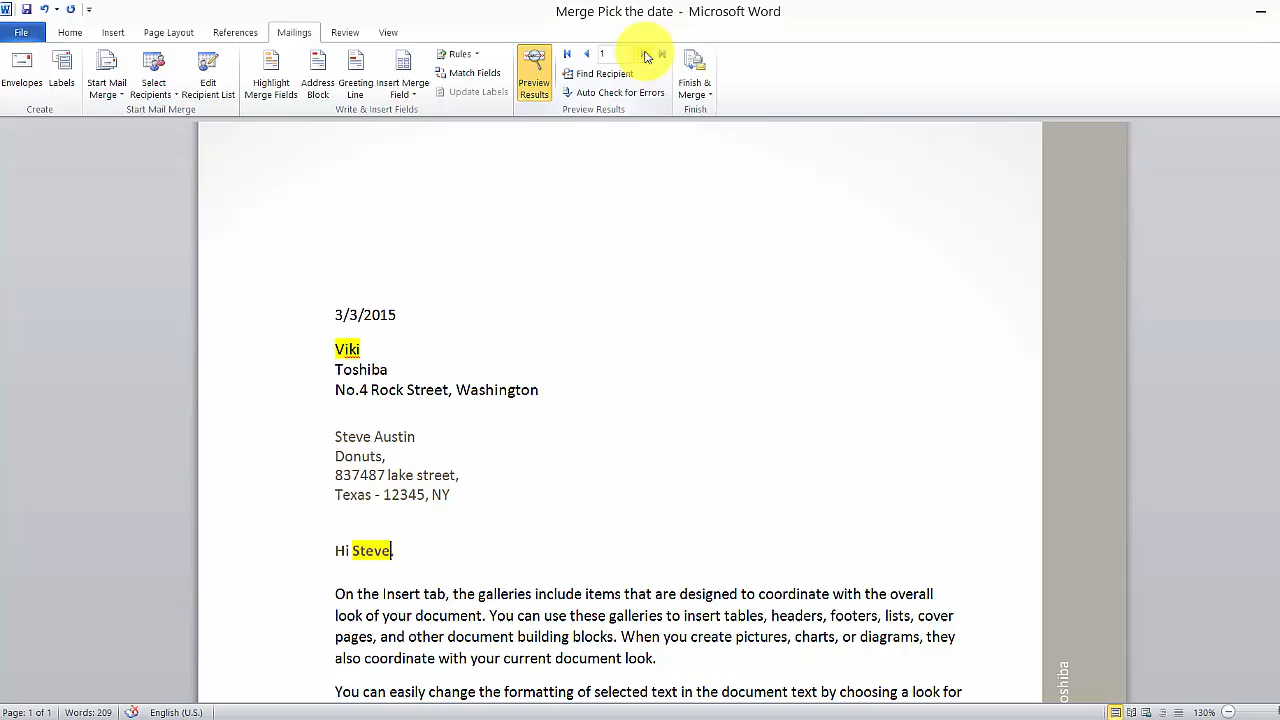 Merge Pick the date - Microsoft Word
File Home Insert Page Layout References Mailings Review View
Envelopes Labels
Create
Start Mail Merge Select Recipients Edit Recipient List
Start Mail Merge
Highlight Merge Fields Address Block Greeting Line Insert Merge Field
Rules
Match Fields
Update Labels
Write & Insert Fields
Preview Results
1
Find Recipient
Auto Check for Errors
Preview Results
Finish & Merge
Finish
3/3/2015
Viki
Toshiba
No.4 Rock Street, Washington
Steve Austin
Donuts,
837487 lake street,
Texas - 12345, NY
Hi Steve,
On the Insert tab, the galleries include items that are designed to coordinate with the overall
look of your document. You can use these galleries to insert tables, headers, footers, lists, cover
pages, and other document building blocks. When you create pictures, charts, or diagrams, they
also coordinate with your current document look.
You can easily change the formatting of selected text in the document text by choosing a look for
oshiba
Page: 1 of 1 Words: 209 English (U.S.) 130%